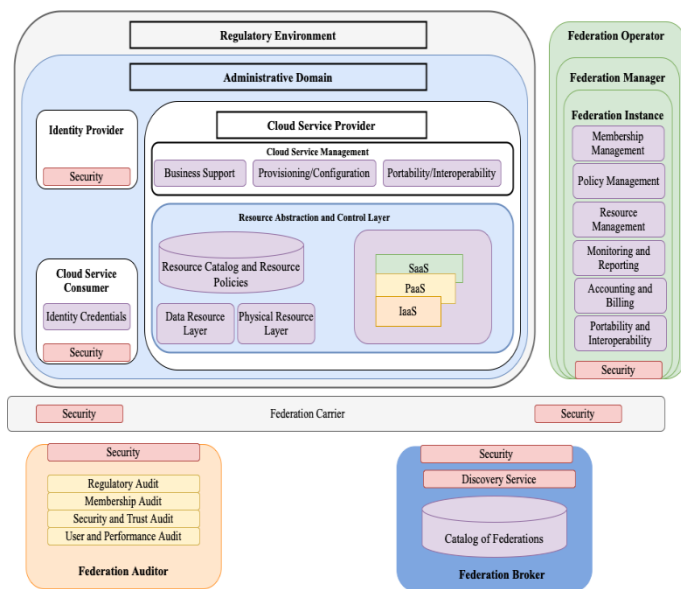 Regulatory Environment
Administrative Domain
Identity Provider
Security
Cloud Service Provider
Cloud Service Management
Business Support
Provisioning/Configuration
Portability/Interoperability
Resource Abstraction and Control Layer
Resource Catalog and Resource
Policies
Data Resource
Layer
Physical Resource
Layer
SaaS
PaaS
IaaS
Cloud Service
Consumer
Identity Credentials
Security
Federation Operator
Federation Manager
Federation Instance
Membership
Management
Policy Management
Resource
Management
Monitoring and
Reporting
Accounting and
Billing
Portability and
Interoperability
Security
Security
Federation Carrier
Security
Security
Regulatory Audit
Membership Audit
Security and Trust Audit
User and Performance Audit
Federation Auditor
Security
Discovery Service
Catalog of Federations
Federation Broker